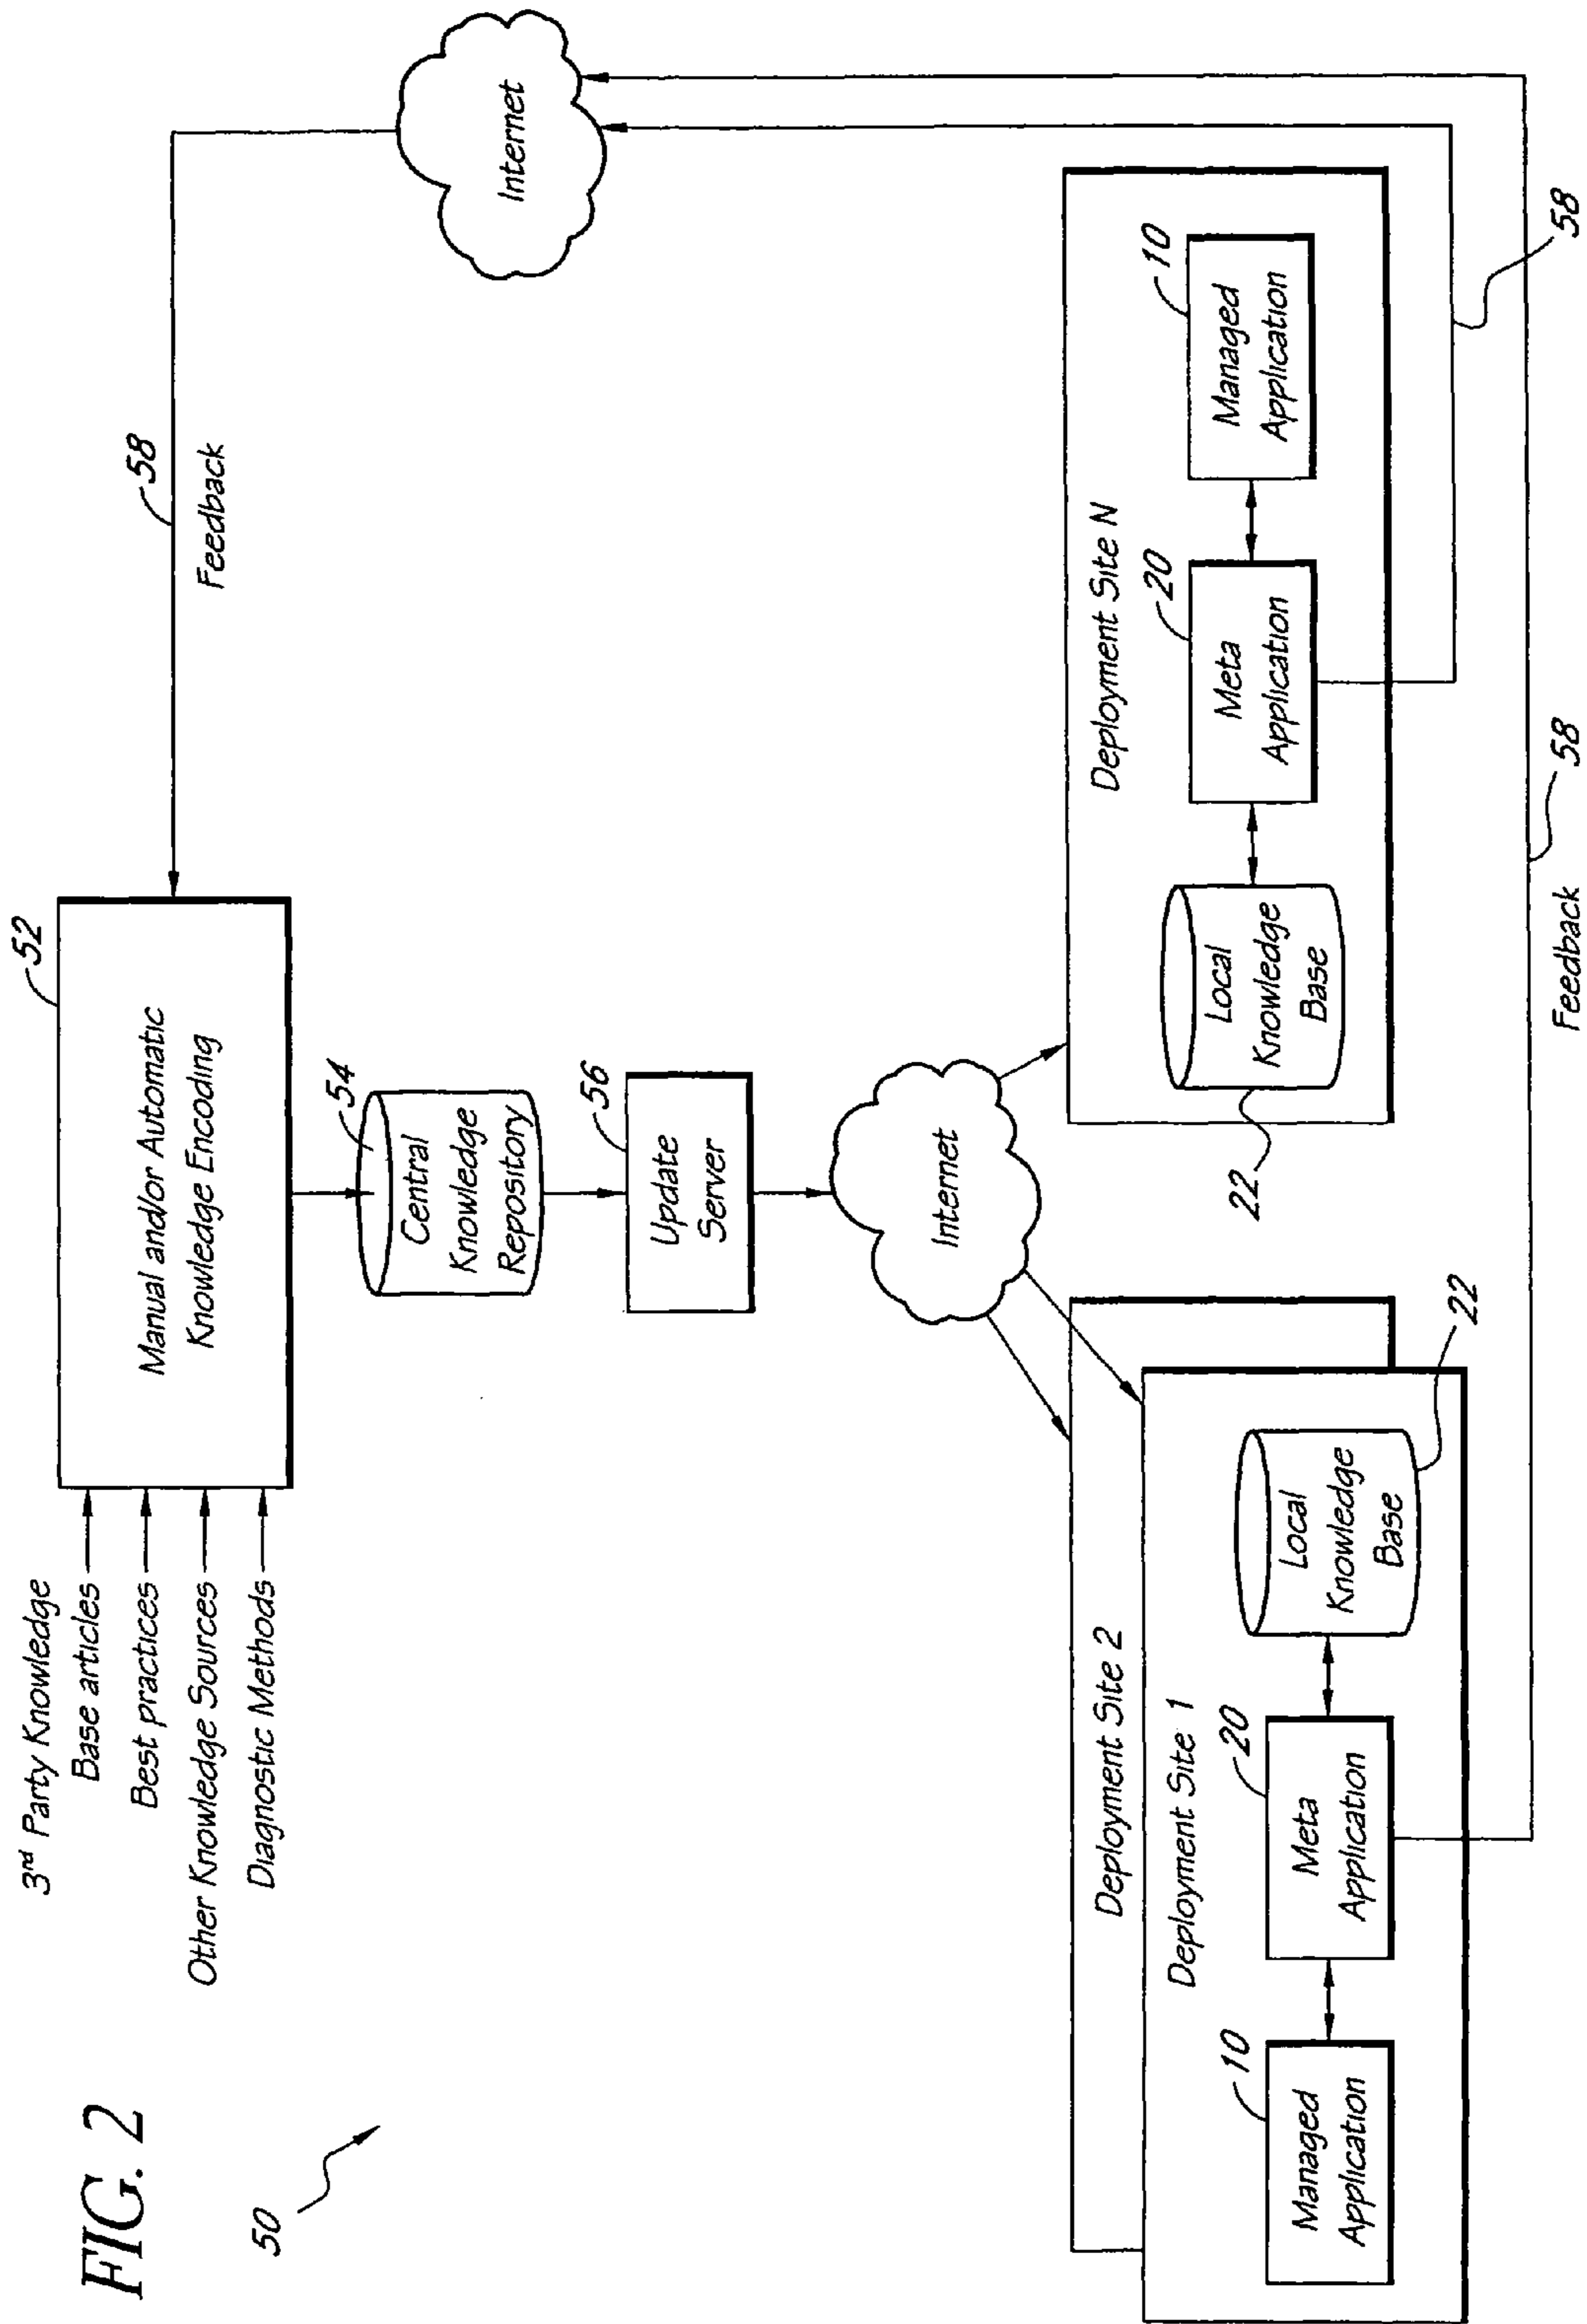 FIG. 2
50
3rd Party Knowledge
Base articles
Best practices
Other Knowledge Sources
Diagnostic Methods
52
Manual and/or Automatic
Knowledge Encoding
58
Feedback
Internet
54
Central
Knowledge
Repository
56
Update
Server
Internet
Deployment Site 2
Deployment Site 1
10
Managed
Application
20
Meta
Application
Local
Knowledge
Base
22
Deployment Site N
22
Local
Knowledge
Base
20
Meta
Application
10
Managed
Application
58
58
Feedback